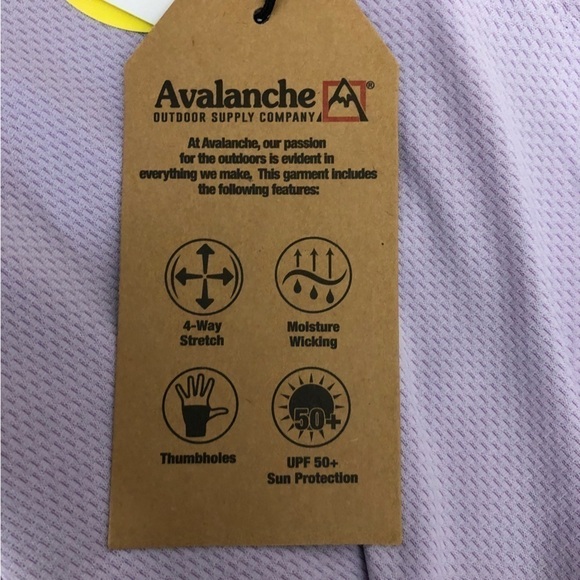 Avalanche®
OUTDOOR SUPPLY COMPANY
At Avalanche, our passion
for the outdoors is evident in
everything we make. This garment includes
the following features:
4-Way
Stretch
Moisture
Wicking
Thumbholes
50+
UPF 50+
Sun Protection